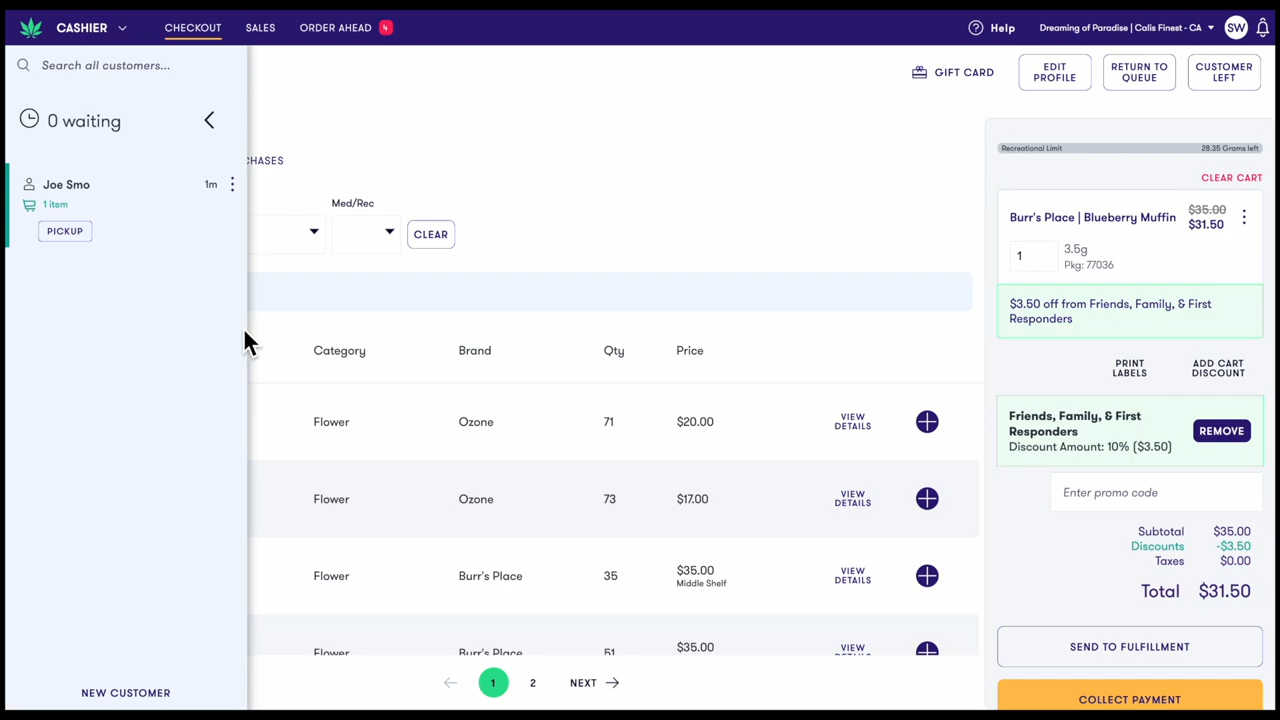 CASHIER
CHECKOUT
SALES
ORDER AHEAD
4
Help
Dreaming of Paradise | Calis Finest - CA
SW
Search all customers...
0 waiting
Joe Smo
1m
1 item
PICKUP
NEW CUSTOMER
GIFT CARD
EDIT
PROFILE
RETURN TO
QUEUE
CUSTOMER
LEFT
CHASES
Med/Rec
CLEAR
Category Brand Qty Price
Flower Ozone 71 $20.00 VIEW
DETAILS
Flower Ozone 73 $17.00 VIEW
DETAILS
Flower Burr's Place 35 $35.00 VIEW
Middle Shelf DETAILS
Flower Burr's Place 51 $35.00 VIEW
DETAILS
1 2 NEXT
Recreational Limit 28.35 Grams left
CLEAR CART
Burr's Place | Blueberry Muffin $35.00
$31.50
1 3.5g
Pkg: 77036
$3.50 off from Friends, Family, & First
Responders
PRINT
LABELS
ADD CART
DISCOUNT
Friends, Family, & First
Responders
Discount Amount: 10% ($3.50)
REMOVE
Enter promo code
Subtotal $35.00
Discounts -$3.50
Taxes $0.00
Total $31.50
SEND TO FULFILLMENT
COLLECT PAYMENT